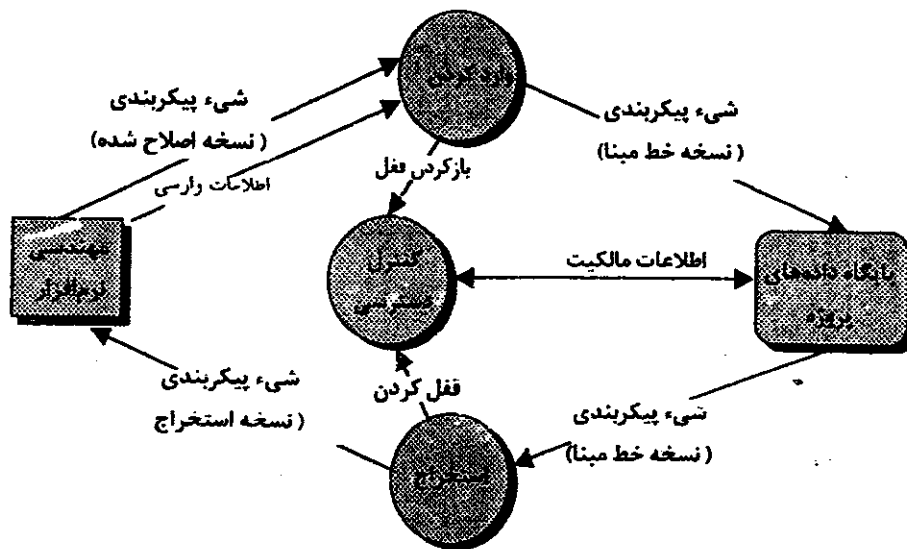 وارد کردن
شیء پیکربندی
(نسخه اصلاح شده
اطلاعات وارسی
شیء پیکربندی
(نسخه خط مبنا)
بازکردن قفل
مهندسی
نرم‌افزار
کنترل
دسترسی
اطلاعات مالکیت
پایگاه داده‌های
پروژه
شیء پیکربندی
(نسخه استخراج
قفل کردن
شیء پیکربندی
(نسخه خط مبنا)
استخراج